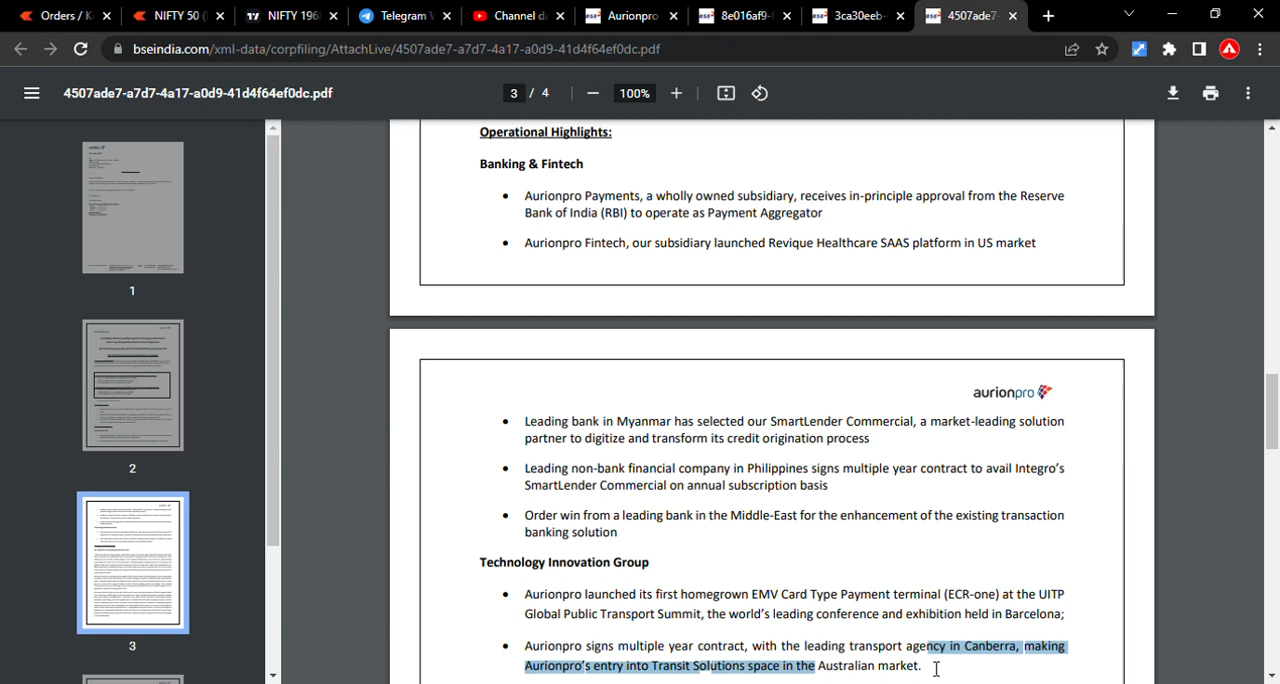 Orders / K
NIFTY 50 (
NIFTY 196
Telegram W
Channel da
Aurionpro
8e016af9-f
3ca30eeb-
4507ade7-
bseindia.com/xml-data/corpfiling/AttachLive/4507ade7-a7d7-4a17-a0d9-41d4f64ef0dc.pdf
4507ade7-a7d7-4a17-a0d9-41d4f64ef0dc.pdf
3 / 4
100%
1
2
3
Operational Highlights:
Banking & Fintech
• Aurionpro Payments, a wholly owned subsidiary, receives in-principle approval from the Reserve
Bank of India (RBI) to operate as Payment Aggregator
• Aurionpro Fintech, our subsidiary launched Revique Healthcare SAAS platform in US market
aurionpro
• Leading bank in Myanmar has selected our SmartLender Commercial, a market-leading solution
partner to digitize and transform its credit origination process
• Leading non-bank financial company in Philippines signs multiple year contract to avail Integro's
SmartLender Commercial on annual subscription basis
• Order win from a leading bank in the Middle-East for the enhancement of the existing transaction
banking solution
Technology Innovation Group
• Aurionpro launched its first homegrown EMV Card Type Payment terminal (ECR-one) at the UITP
Global Public Transport Summit, the world's leading conference and exhibition held in Barcelona;
• Aurionpro signs multiple year contract, with the leading transport agency in Canberra, making
Aurionpro's entry into Transit Solutions space in the Australian market.